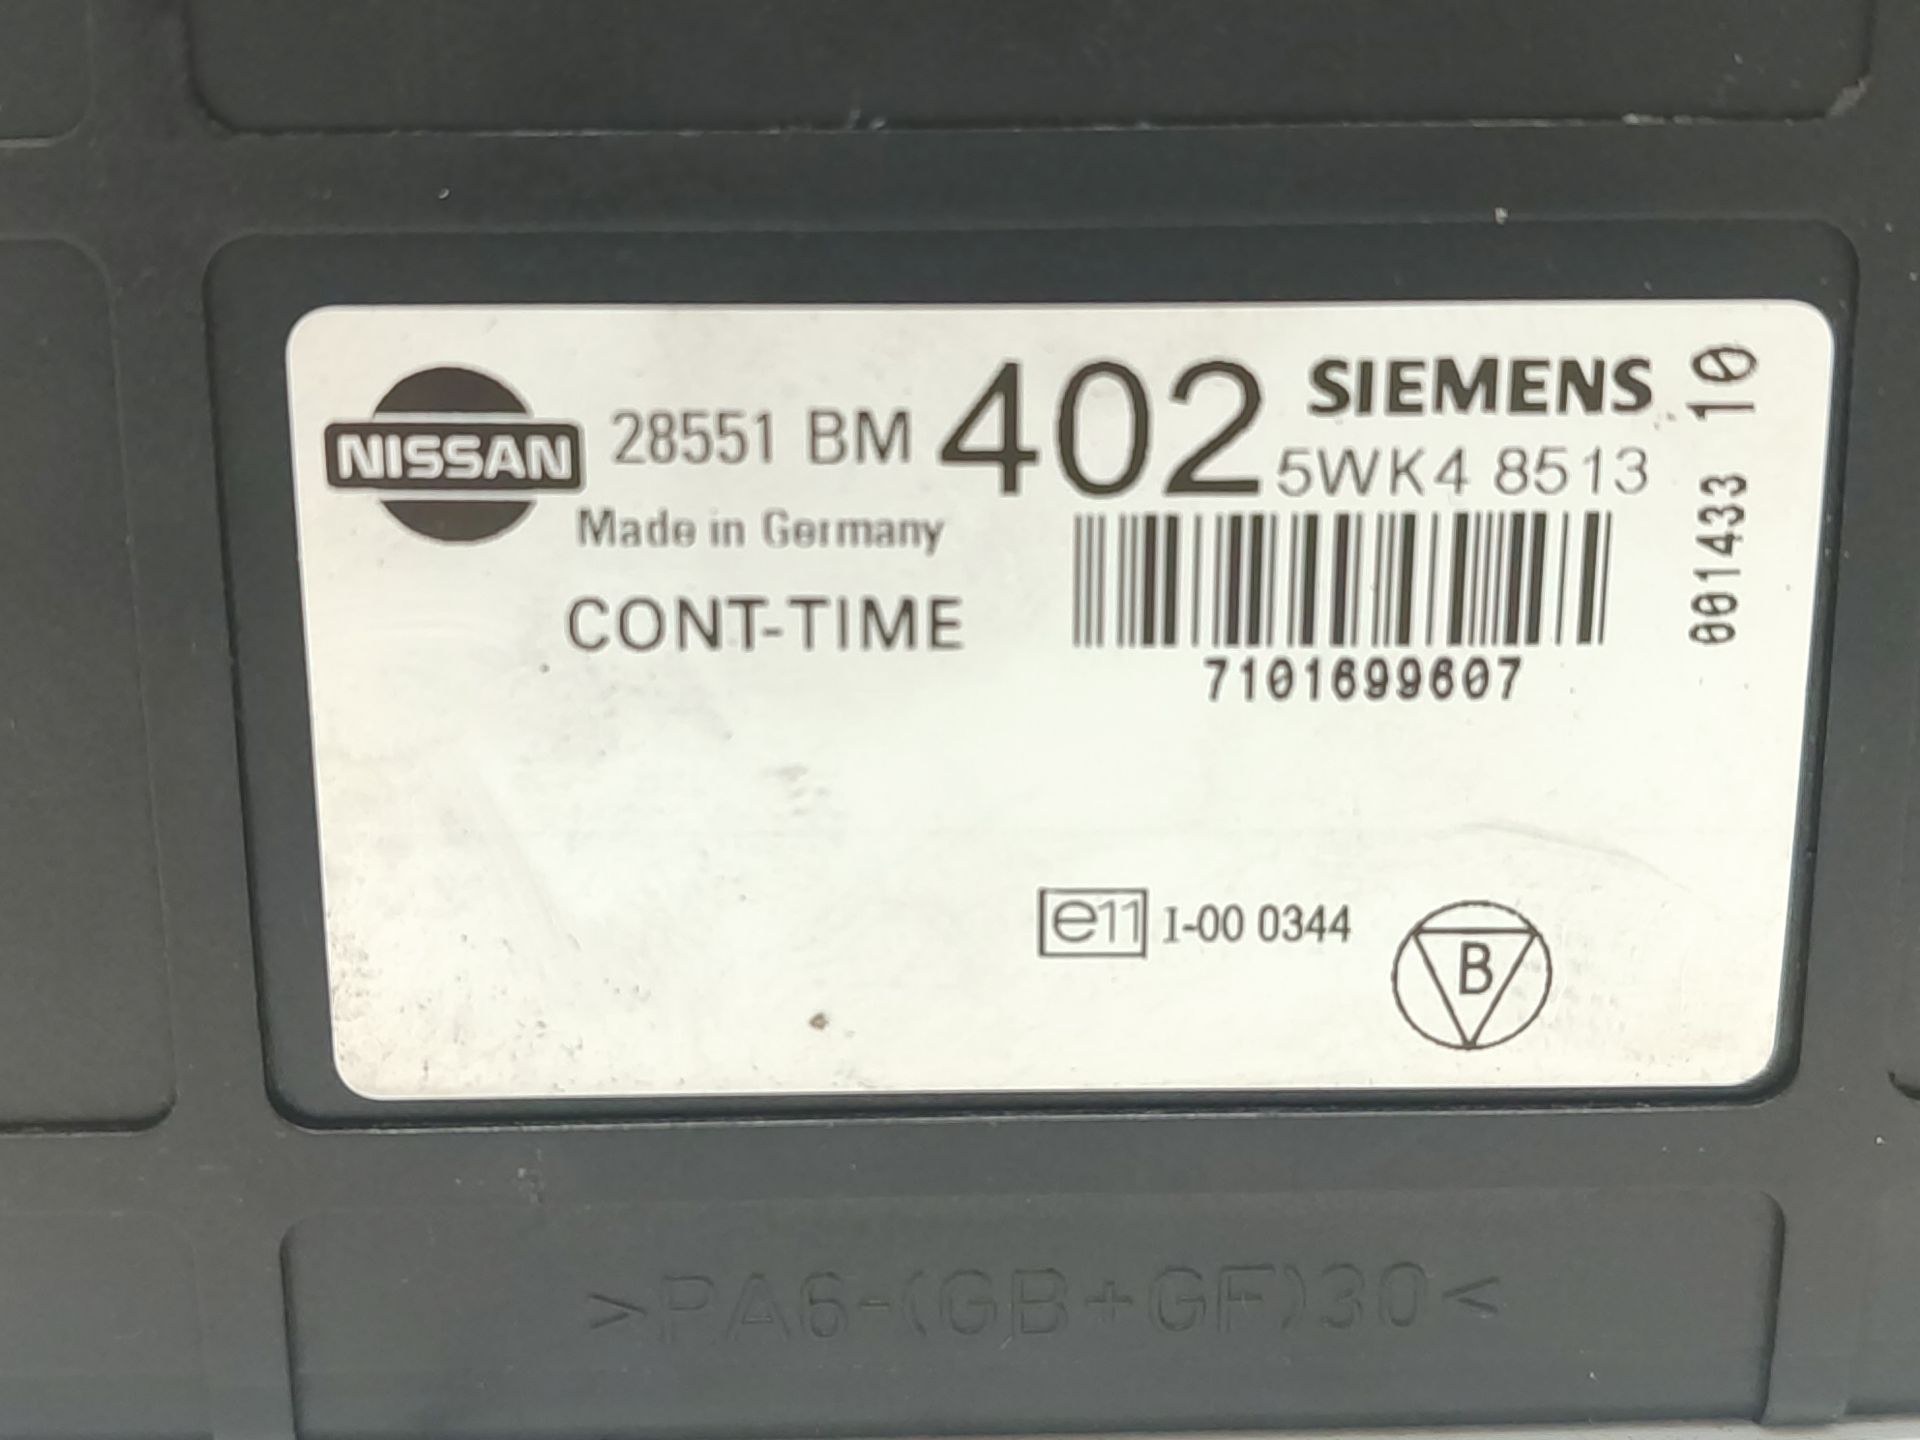 NISSAN
28551 BM 402
SIEMENS
5WK4 8513
Made in Germany
CONT-TIME
7101699607
001433 10
e11 I-00 0344
B
>PA6-(GB+GF)30<